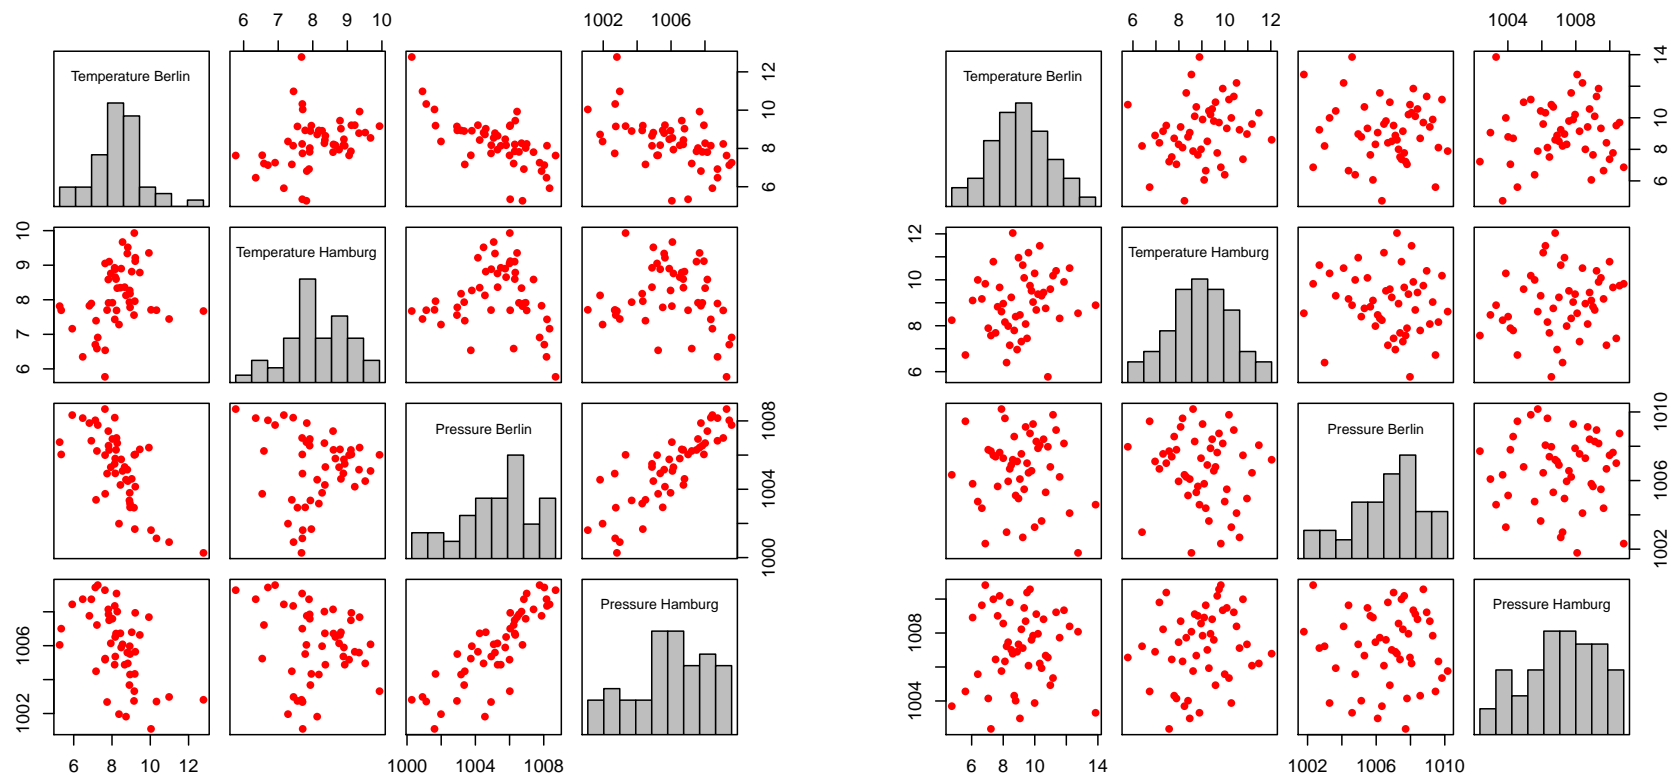 6 7 8 9 10 1002 1006 6 8 10 12 1004 1008
Temperature Berlin
6 8 10 12
Temperature Berlin
6 8 10 12 14
6 7 8 9 10
Temperature Hamburg
6 8 10 12
Temperature Hamburg
Pressure Berlin
1000 1004 1008
Pressure Berlin
1002 1006 1010
1002 1006
Pressure Hamburg
1004 1008
Pressure Hamburg
6 8 10 12 1000 1004 1008 6 8 10 14 1002 1006 1010